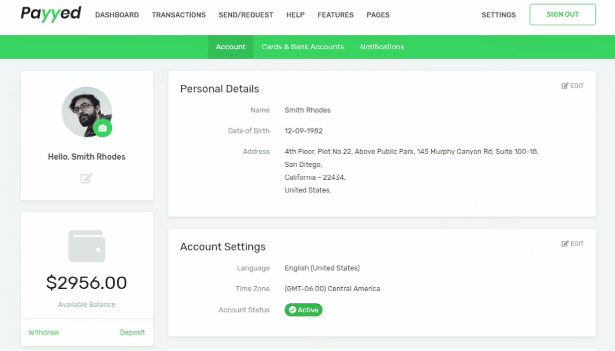 Payyed
DASHBOARD TRANSACTIONS SEND/REQUEST HELP FEATURES PAGES SETTINGS SIGN OUT
Account Cards & Bank Accounts Notifications
Hello, Smith Rhodes
$2956.00
Available Balance
Withdraw Deposit
Personal Details EDIT
Name Smith Rhodes
Date of Birth 12-09-1982
Address 4th Floor, Plot No.22, Above Public Park, 145 Murphy Canyon Rd, Suite 100-18,
San Ditego,
California - 22434,
United States.
Account Settings EDIT
Language English (United States)
Time Zone (GMT-06:00) Central America
Account Status Active